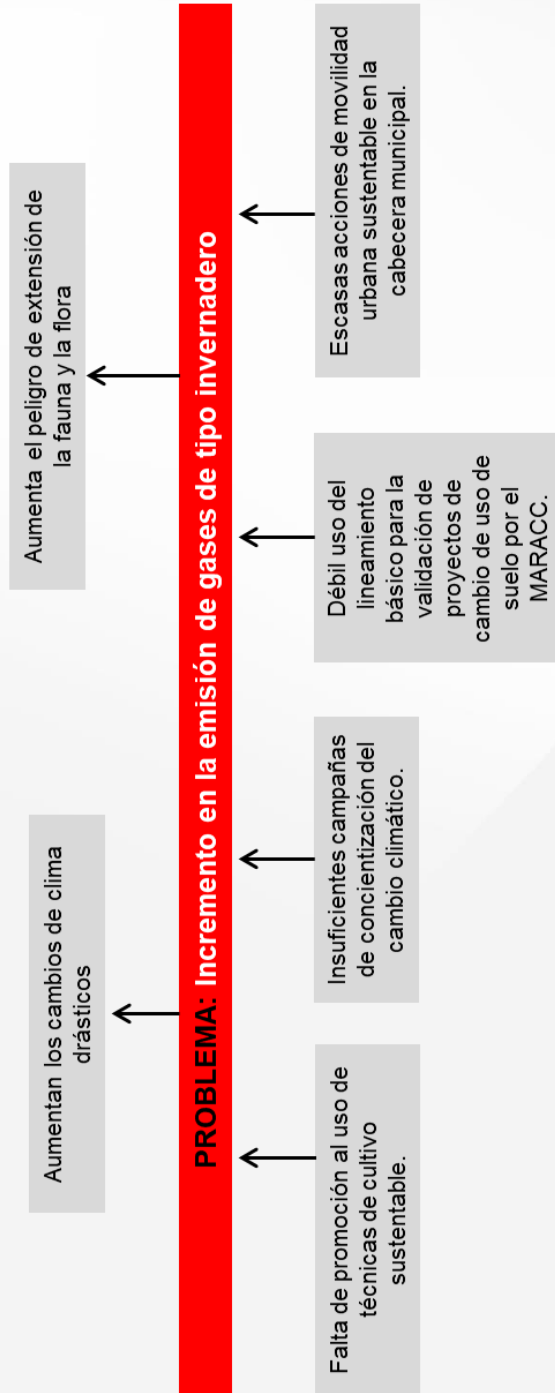 Aumentan los cambios de clima
drásticos
Aumenta el peligro de extensión de
la fauna y la flora
PROBLEMA: Incremento en la emisión de gases de tipo invernadero
Falta de promoción al uso de
técnicas de cultivo
sustentable.
Insuficientes campañas
de concientización del
cambio climático.
Débil uso del
lineamiento
básico para la
validación de
proyectos de
cambio de uso de
suelo por el
MARACC.
Escasas acciones de movilidad
urbana sustentable en la
cabecera municipal.